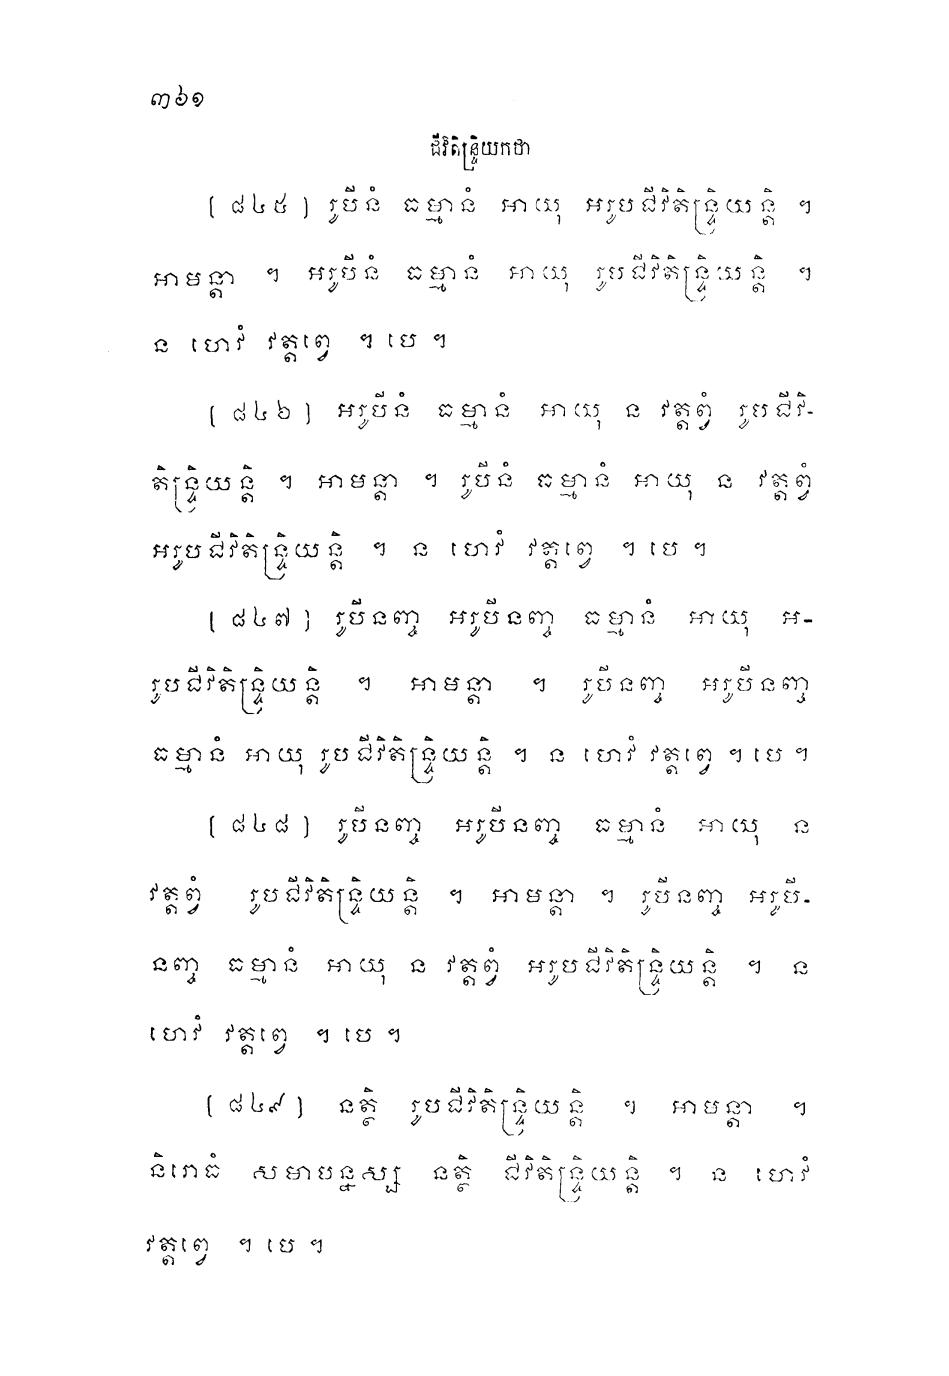 ៣៦១
ជីវិតិន្ទ្រិយកថា
[ ៨៤៥ ] រូបីនំ ធម្មានំ អាយុ អរូបជីវិតិន្ទ្រិយន្តិ ។
អាមន្តា ។ អរូបីនំ ធម្មានំ អាយុ រូបជីវិតិន្ទ្រិយន្តិ ។
ន ហេវំ វត្តព្វេ ។ បេ ។
[ ៨៤៦ ] អរូបីនំ ធម្មានំ អាយុ ន វត្តព្វំ រូបជីវិ-
តិន្ទ្រិយន្តិ ។ អាមន្តា ។ រូបីនំ ធម្មានំ អាយុ ន វត្តព្វំ
អរូបជីវិតិន្ទ្រិយន្តិ ។ ន ហេវំ វត្តព្វេ ។ បេ ។
[ ៨៤៧ ] រូបីនញ្ច អរូបីនញ្ច ធម្មានំ អាយុ អ-
រូបជីវិតិន្ទ្រិយន្តិ ។ អាមន្តា ។ រូបីនញ្ច អរូបីនញ្ច
ធម្មានំ អាយុ រូបជីវិតិន្ទ្រិយន្តិ ។ ន ហេវំ វត្តព្វេ ។ បេ ។
[ ៨៤៨ ] រូបីនញ្ច អរូបីនញ្ច ធម្មានំ អាយុ ន
វត្តព្វំ រូបជីវិតិន្ទ្រិយន្តិ ។ អាមន្តា ។ រូបីនញ្ច អរូបី-
នញ្ច ធម្មានំ អាយុ ន វត្តព្វំ អរូបជីវិតិន្ទ្រិយន្តិ ។ ន
ហេវំ វត្តព្វេ ។ បេ ។
[ ៨៤៩ ] នត្ថិ រូបជីវិតិន្ទ្រិយន្តិ ។ អាមន្តា ។
និរោធំ សមាបន្នស្ស នត្ថិ ជីវិតិន្ទ្រិយន្តិ ។ ន ហេវំ
វត្តព្វេ ។ បេ ។